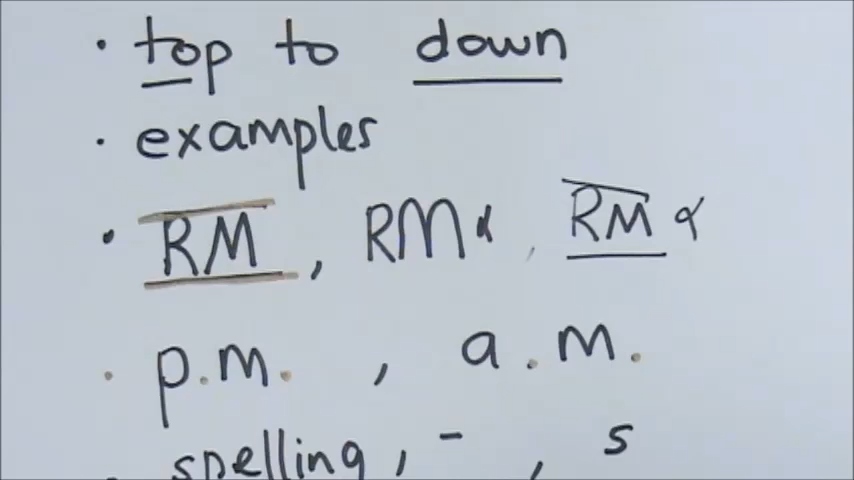 • top to down
• examples
• RM, RM∝, RM ∝
• p.m., a.m.
• spelling, -, s